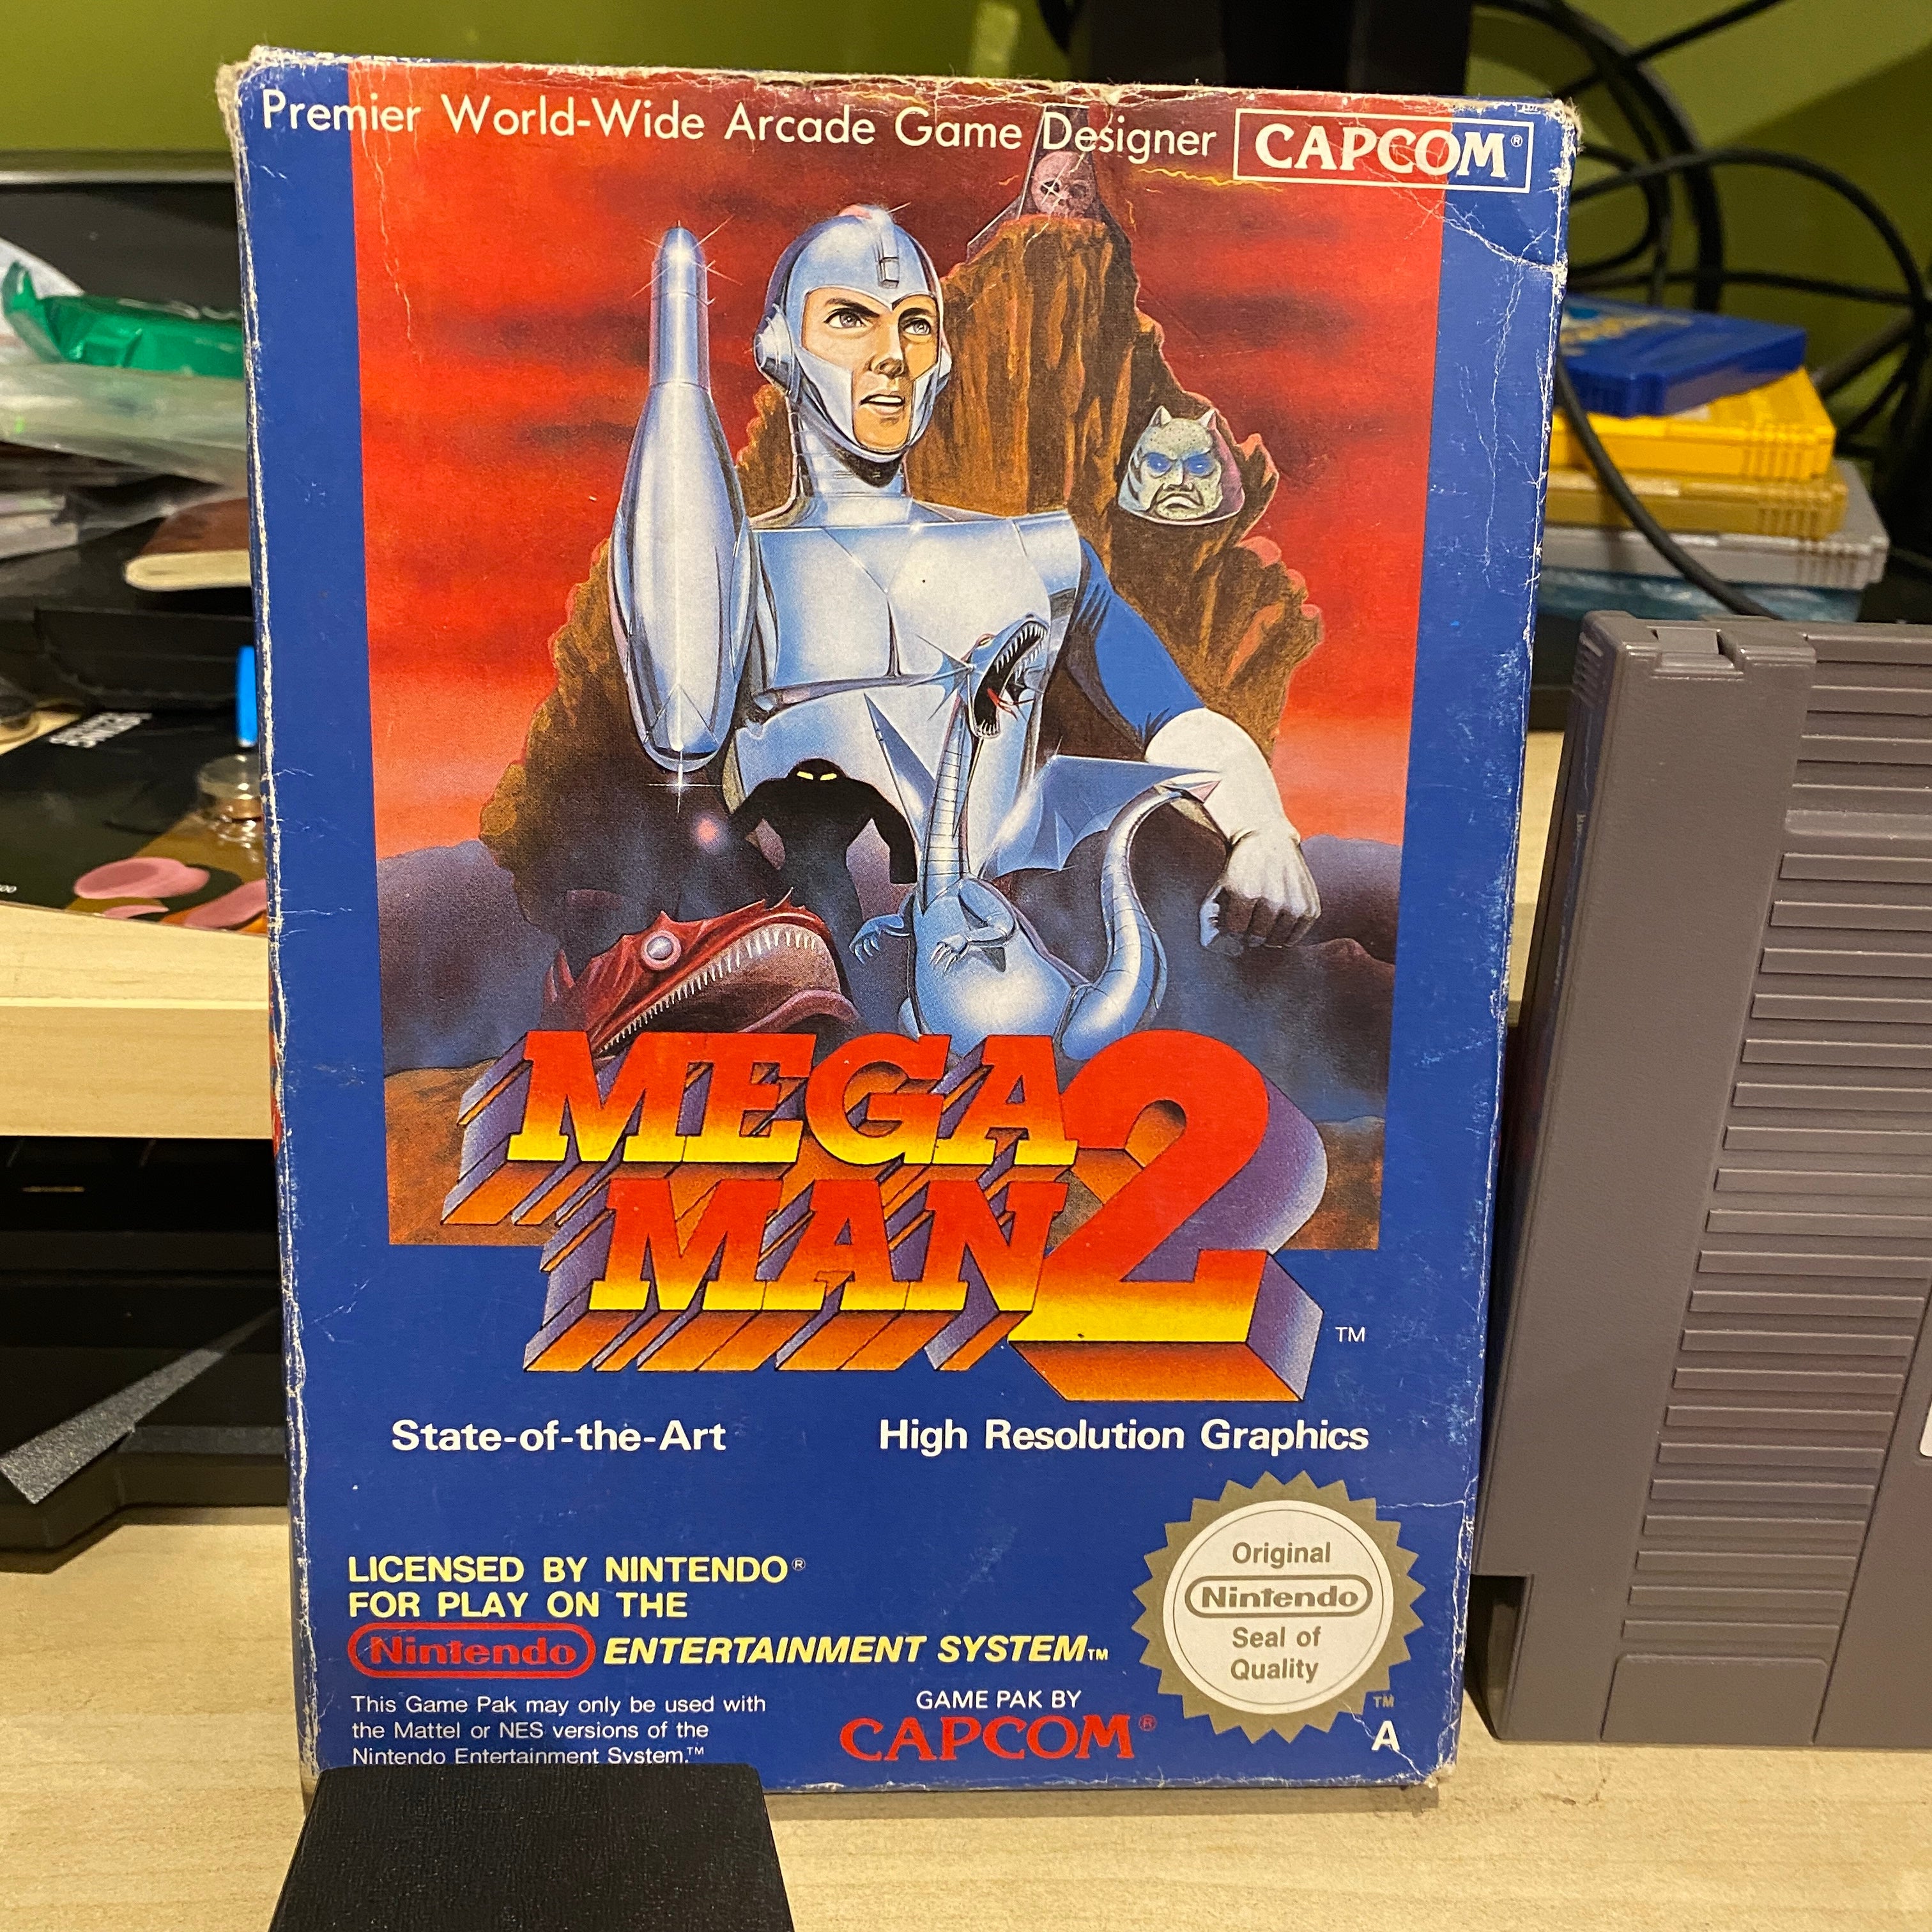 Premier World-Wide Arcade Game Designer CAPCOM®
MEGA
MAN 2
TM
State-of-the-Art High Resolution Graphics
LICENSED BY NINTENDO®
FOR PLAY ON THE
Nintendo ENTERTAINMENT SYSTEM™
This Game Pak may only be used with
the Mattel or NES versions of the
Nintendo Entertainment System.™
GAME PAK BY
CAPCOM®
Original
Nintendo
Seal of
Quality
TM
A